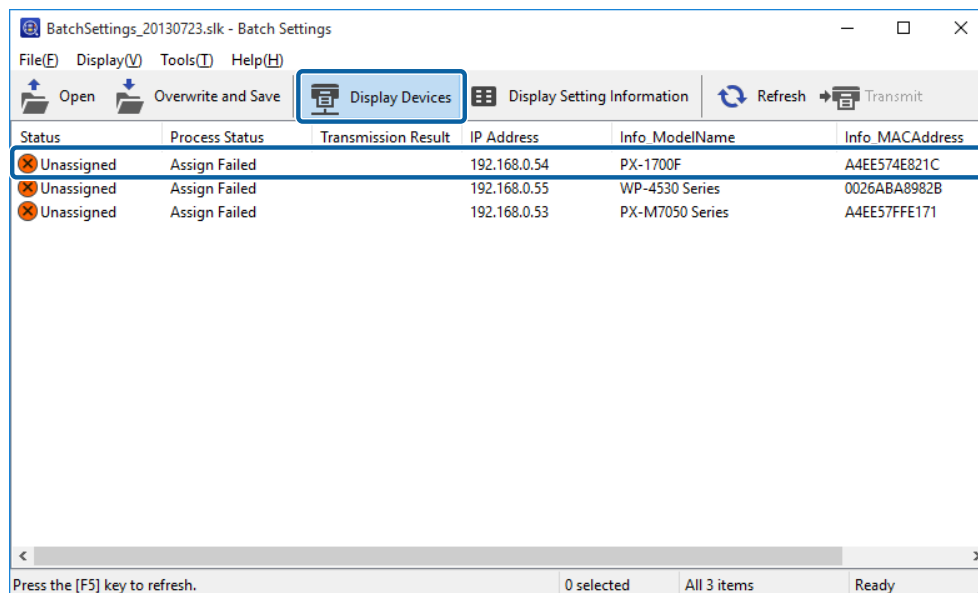 BatchSettings_20130723.slk - Batch Settings
File(F) Display(V) Tools(T) Help(H)
Open Overwrite and Save Display Devices Display Setting Information Refresh Transmit
Status Process Status Transmission Result IP Address Info_ModelName Info_MACAddress
Unassigned Assign Failed 192.168.0.54 PX-1700F A4EE574E821C
Unassigned Assign Failed 192.168.0.55 WP-4530 Series 0026ABA8982B
Unassigned Assign Failed 192.168.0.53 PX-M7050 Series A4EE57FFE171
Press the [F5] key to refresh. 0 selected All 3 items Ready